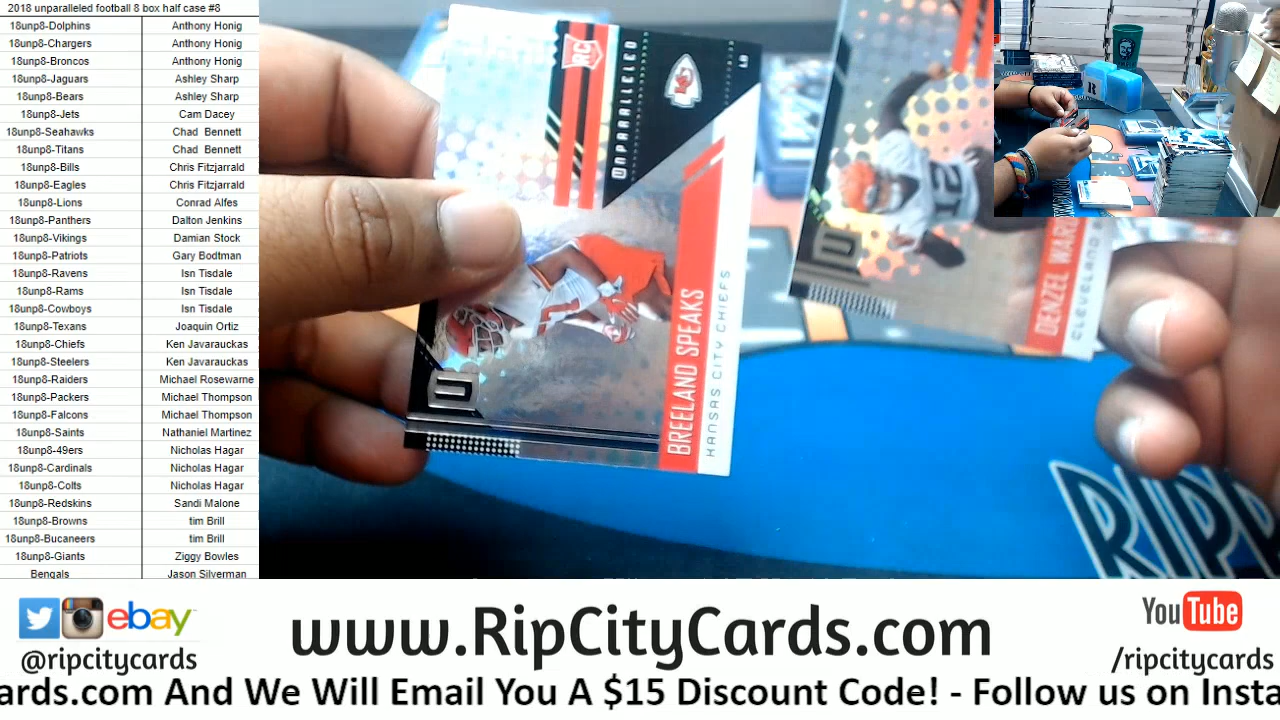 2018 unparalleled football 8 box half case #8
18unp8-Dolphins Anthony Honig
18unp8-Chargers Anthony Honig
18unp8-Broncos Anthony Honig
18unp8-Jaguars Ashley Sharp
18unp8-Bears Ashley Sharp
18unp8-Jets Cam Dacey
18unp8-Seahawks Chad Bennett
18unp8-Titans Chad Bennett
18unp8-Bills Chris Fitzjarrald
18unp8-Eagles Chris Fitzjarrald
18unp8-Lions Conrad Alfes
18unp8-Panthers Dalton Jenkins
18unp8-Vikings Damian Stock
18unp8-Patriots Gary Bodtman
18unp8-Ravens Isn Tisdale
18unp8-Rams Isn Tisdale
18unp8-Cowboys Isn Tisdale
18unp8-Texans Joaquin Ortiz
18unp8-Chiefs Ken Javarauckas
18unp8-Steelers Ken Javarauckas
18unp8-Raiders Michael Rosewarne
18unp8-Packers Michael Thompson
18unp8-Falcons Michael Thompson
18unp8-Saints Nathaniel Martinez
18unp8-49ers Nicholas Hagar
18unp8-Cardinals Nicholas Hagar
18unp8-Colts Nicholas Hagar
18unp8-Redskins Sandi Malone
18unp8-Browns tim Brill
18unp8-Bucaneers tim Brill
18unp8-Giants Ziggy Bowles
Bengals Jason Silverman
RC
UNPARALLELED
LB
BREELAND SPEAKS
KANSAS CITY CHIEFS
DENZEL WARD
CLEVELAND B
RIPP
ebay
@ripcitycards
www.RipCityCards.com
YouTube
/ripcitycards
ards.com And We Will Email You A $15 Discount Code! - Follow us on Insta